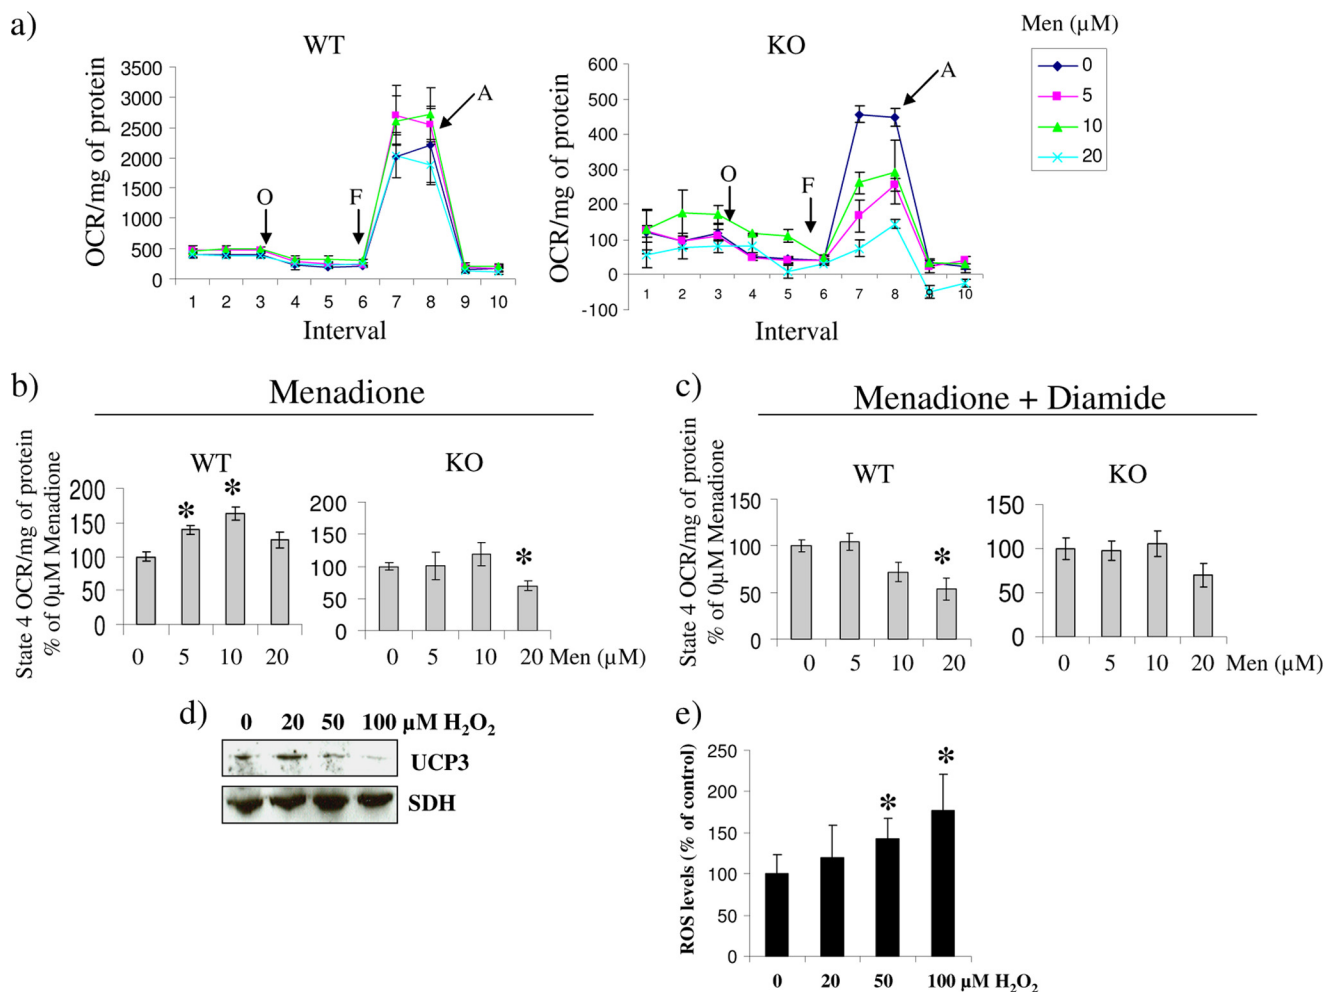 a)
WT
KO
Men (µM)
0
5
10
20
OCR/mg of protein
3500
3000
2500
2000
1500
1000
500
0
O
F
A
1 2 3 4 5 6 7 8 9 10
Interval
OCR/mg of protein
600
500
400
300
200
100
0
-100
O
F
A
1 2 3 4 5 6 7 8 9 10
Interval
b)
Menadione
State 4 OCR/mg of protein
% of 0µM Menadione
WT
200
150
100
50
0
* *
0 5 10 20
KO
200
150
100
50
0
*
0 5 10 20 Men (µM)
c)
Menadione + Diamide
State 4 OCR/mg of protein
% of 0µM Menadione
WT
150
100
50
0
*
0 5 10 20
KO
150
100
50
0
0 5 10 20 Men (µM)
d)
0 20 50 100 µM H₂O₂
UCP3
SDH
e)
ROS levels (% of control)
250
200
150
100
50
0
* *
0 20 50 100 µM H₂O₂